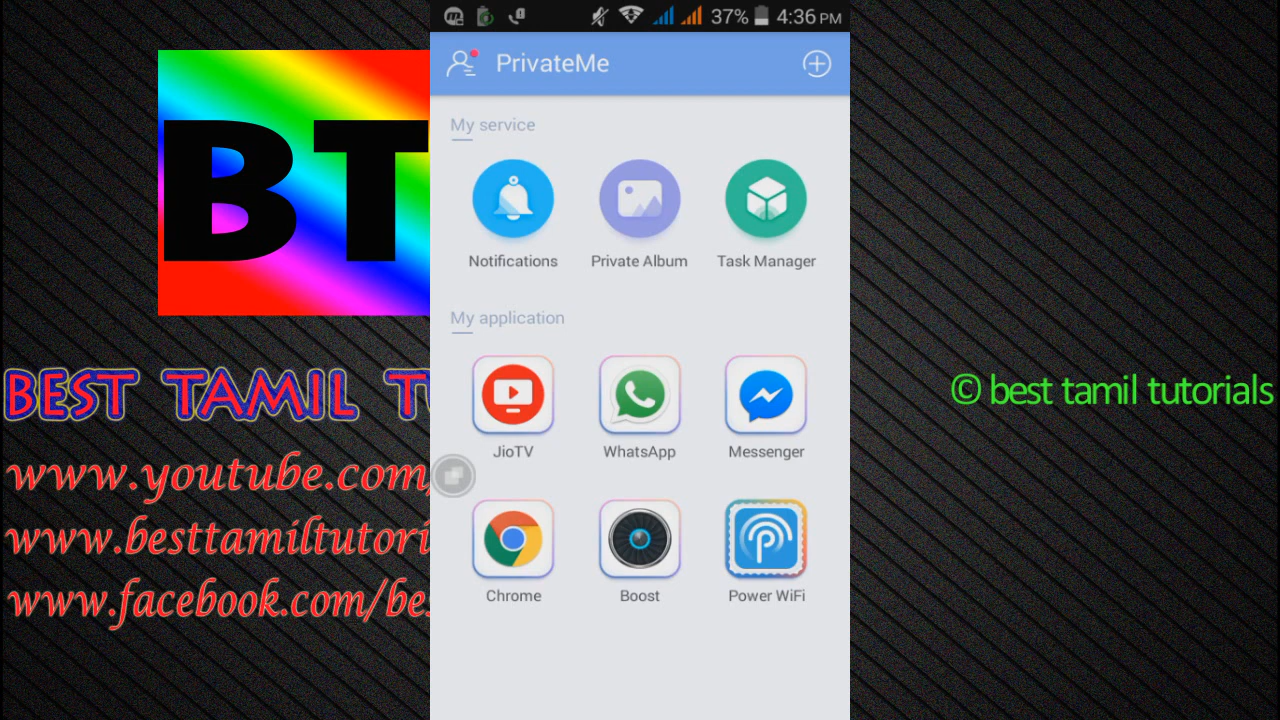 37% 4:36 PM
PrivateMe
BT
My service
Notifications Private Album Task Manager
My application
BEST TAMIL
© best tamil tutorials
JioTV WhatsApp Messenger
www.youtube.com/
www.besttamiltutori
www.facebook.com/bes
Chrome Boost Power WiFi